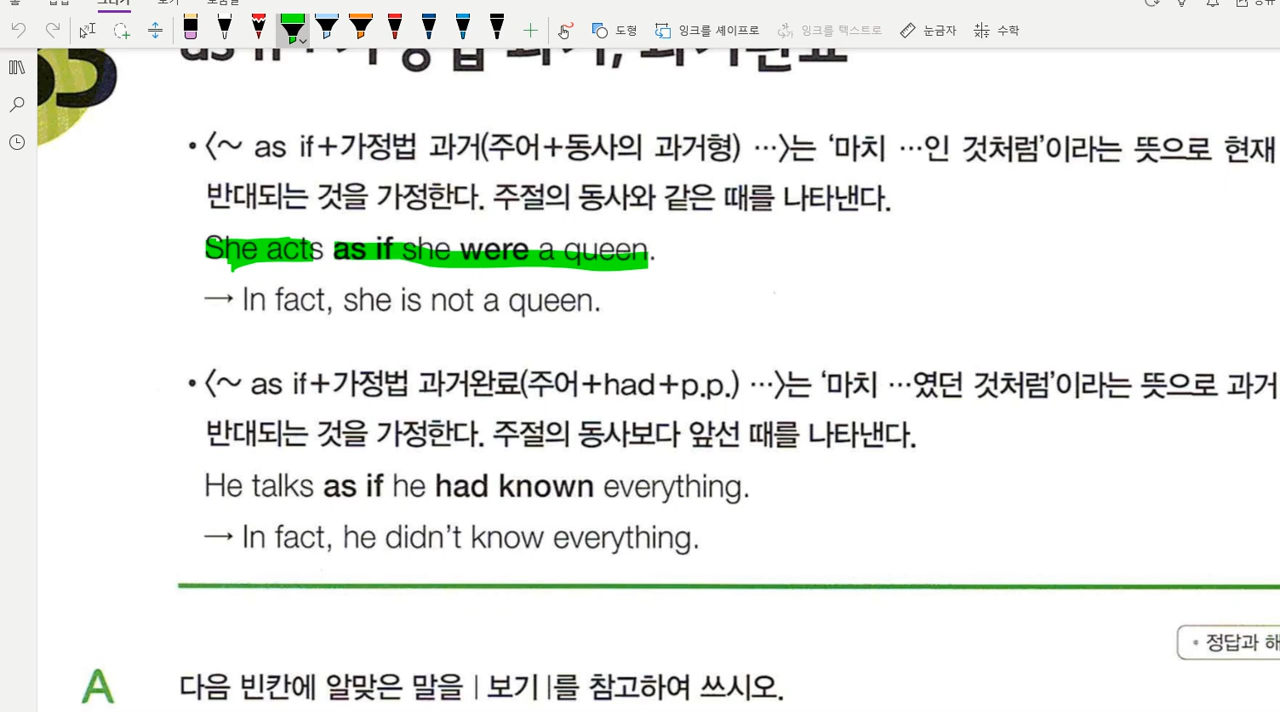 도형
잉크를 셰이프로
잉크를 텍스트로
눈금자
수학
• 〈～ as if+가정법 과거(주어+동사의 과거형) …〉는 ‘마치 …인 것처럼’이라는 뜻으로 현재
반대되는 것을 가정한다. 주절의 동사와 같은 때를 나타낸다.
She acts as if she were a queen.
→ In fact, she is not a queen.
• 〈～ as if+가정법 과거완료(주어+had+p.p.) …〉는 ‘마치 …였던 것처럼’이라는 뜻으로 과거
반대되는 것을 가정한다. 주절의 동사보다 앞선 때를 나타낸다.
He talks as if he had known everything.
→ In fact, he didn’t know everything.
• 정답과 해
A 다음 빈칸에 알맞은 말을 | 보기 |를 참고하여 쓰시오.